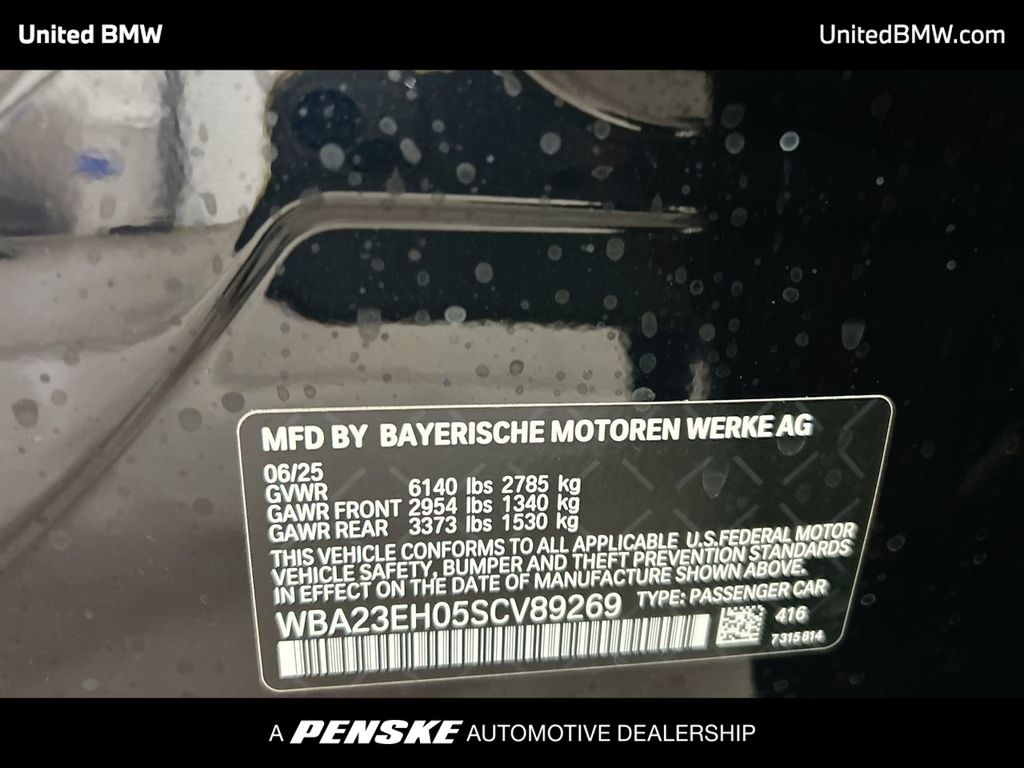 United BMW
UnitedBMW.com
MFD BY BAYERISCHE MOTOREN WERKE AG
06/25
GVWR 6140 lbs 2785 kg
GAWR FRONT 2954 lbs 1340 kg
GAWR REAR 3373 lbs 1530 kg
THIS VEHICLE CONFORMS TO ALL APPLICABLE U.S.FEDERAL MOTOR
VEHICLE SAFETY, BUMPER AND THEFT PREVENTION STANDARDS
IN EFFECT ON THE DATE OF MANUFACTURE SHOWN ABOVE.
WBA23EH05SCV89269 TYPE: PASSENGER CAR
416
7315814
A PENSKE AUTOMOTIVE DEALERSHIP